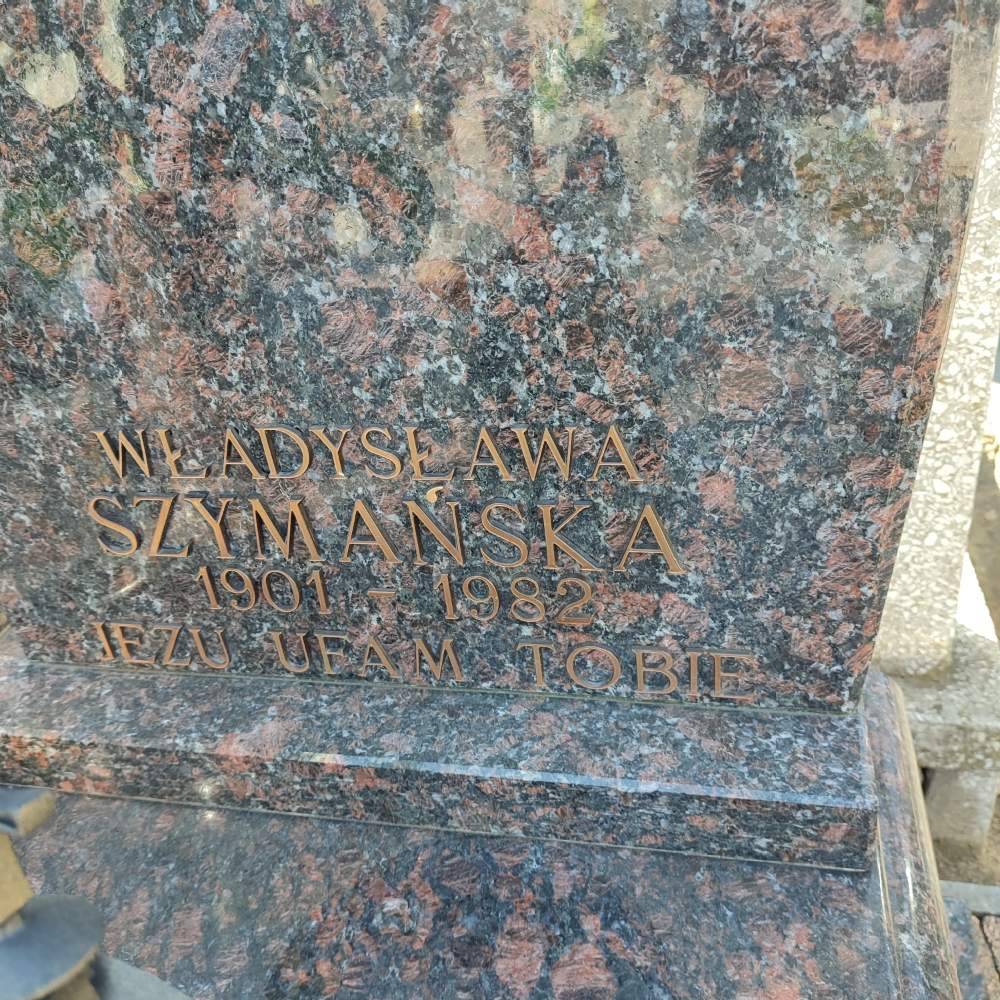 WŁADYSŁAWA
SZYMAŃSKA
1901 - 1982
JEZU UFAM TOBIE